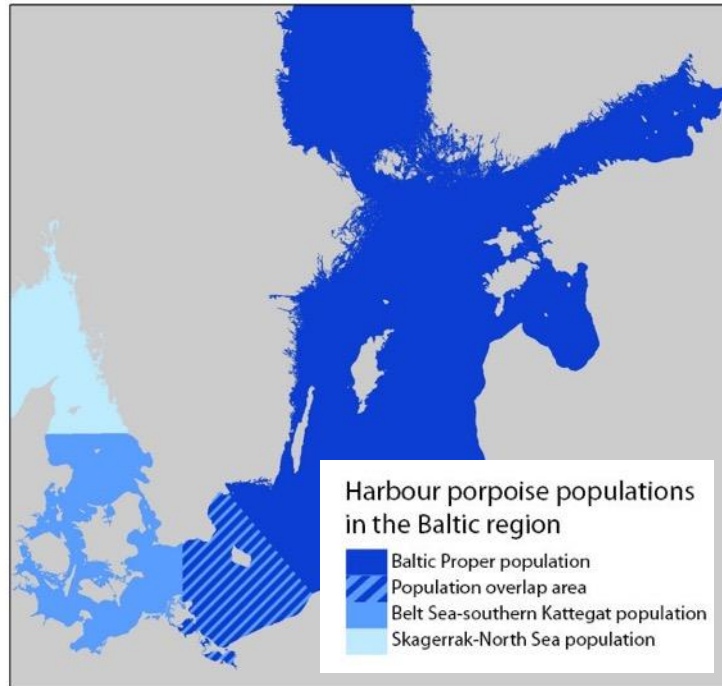 Harbour porpoise populations
in the Baltic region
Baltic Proper population
Population overlap area
Belt Sea-southern Kattegat population
Skagerrak-North Sea population